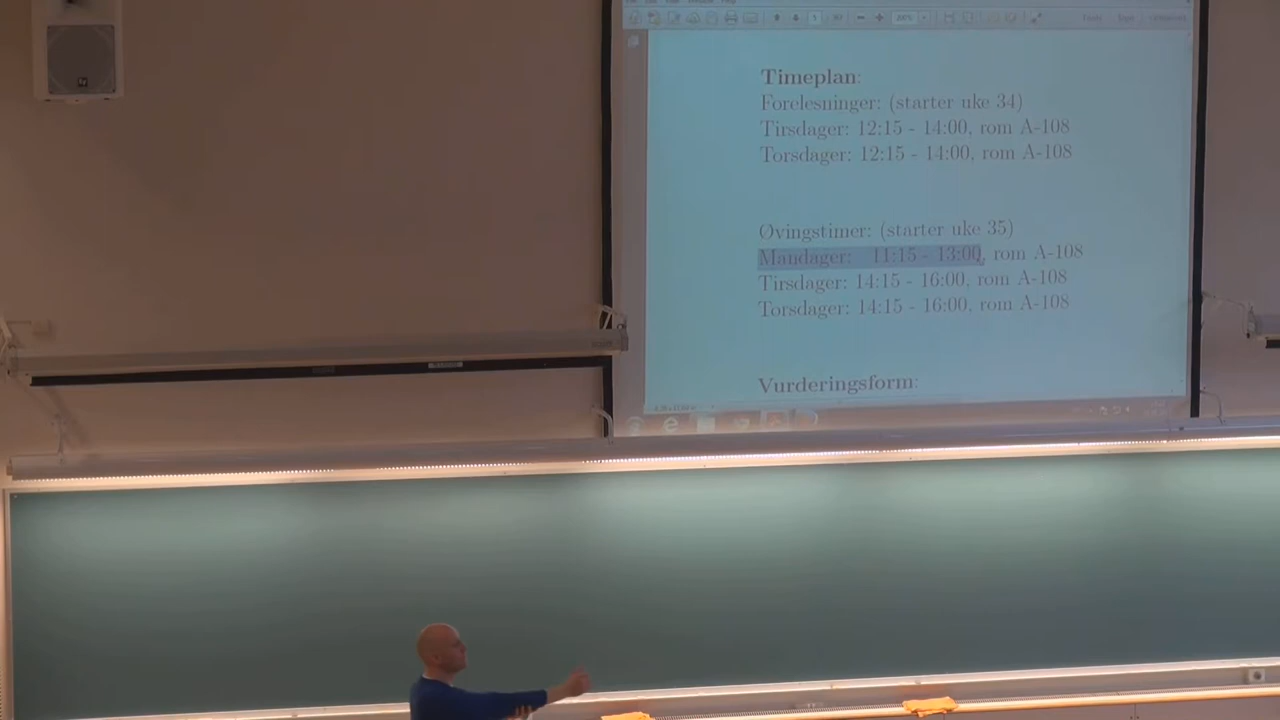 Timeplan:
Forelesninger: (starter uke 34)
Tirsdager: 12:15 - 14:00, rom A-108
Torsdager: 12:15 - 14:00, rom A-108
Øvingstimer: (starter uke 35)
Mandager: 11:15 - 13:00, rom A-108
Tirsdager: 14:15 - 16:00, rom A-108
Torsdager: 14:15 - 16:00, rom A-108
Vurderingsform: